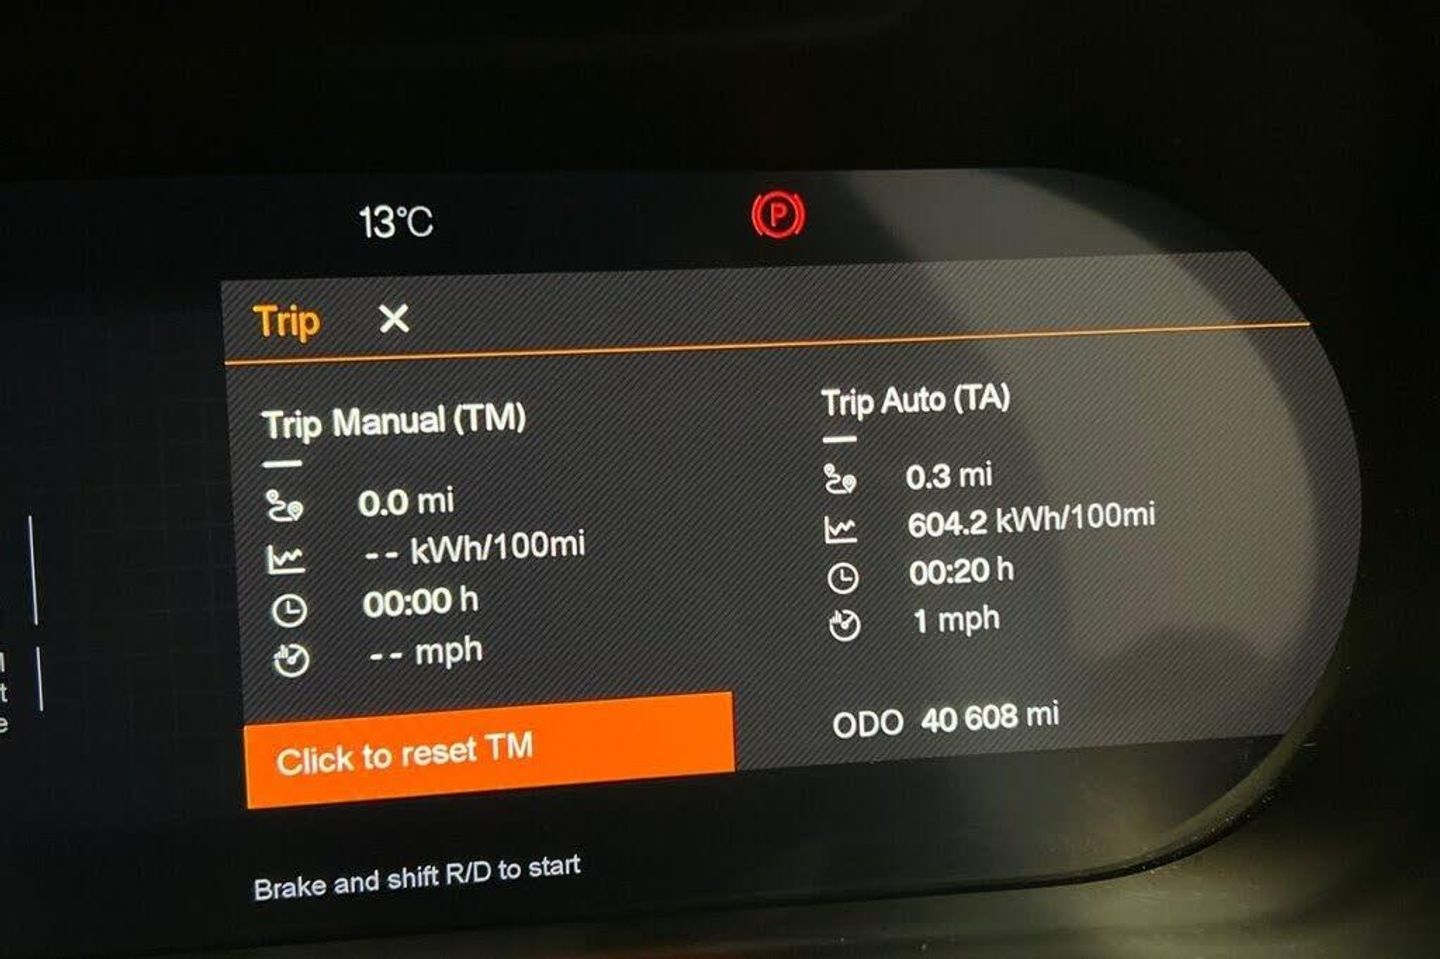 13°C
P
Trip
Trip Manual (TM)
0.0 mi
-- kWh/100mi
00:00 h
-- mph
Click to reset TM
Trip Auto (TA)
0.3 mi
604.2 kWh/100mi
00:20 h
1 mph
ODO 40 608 mi
Brake and shift R/D to start